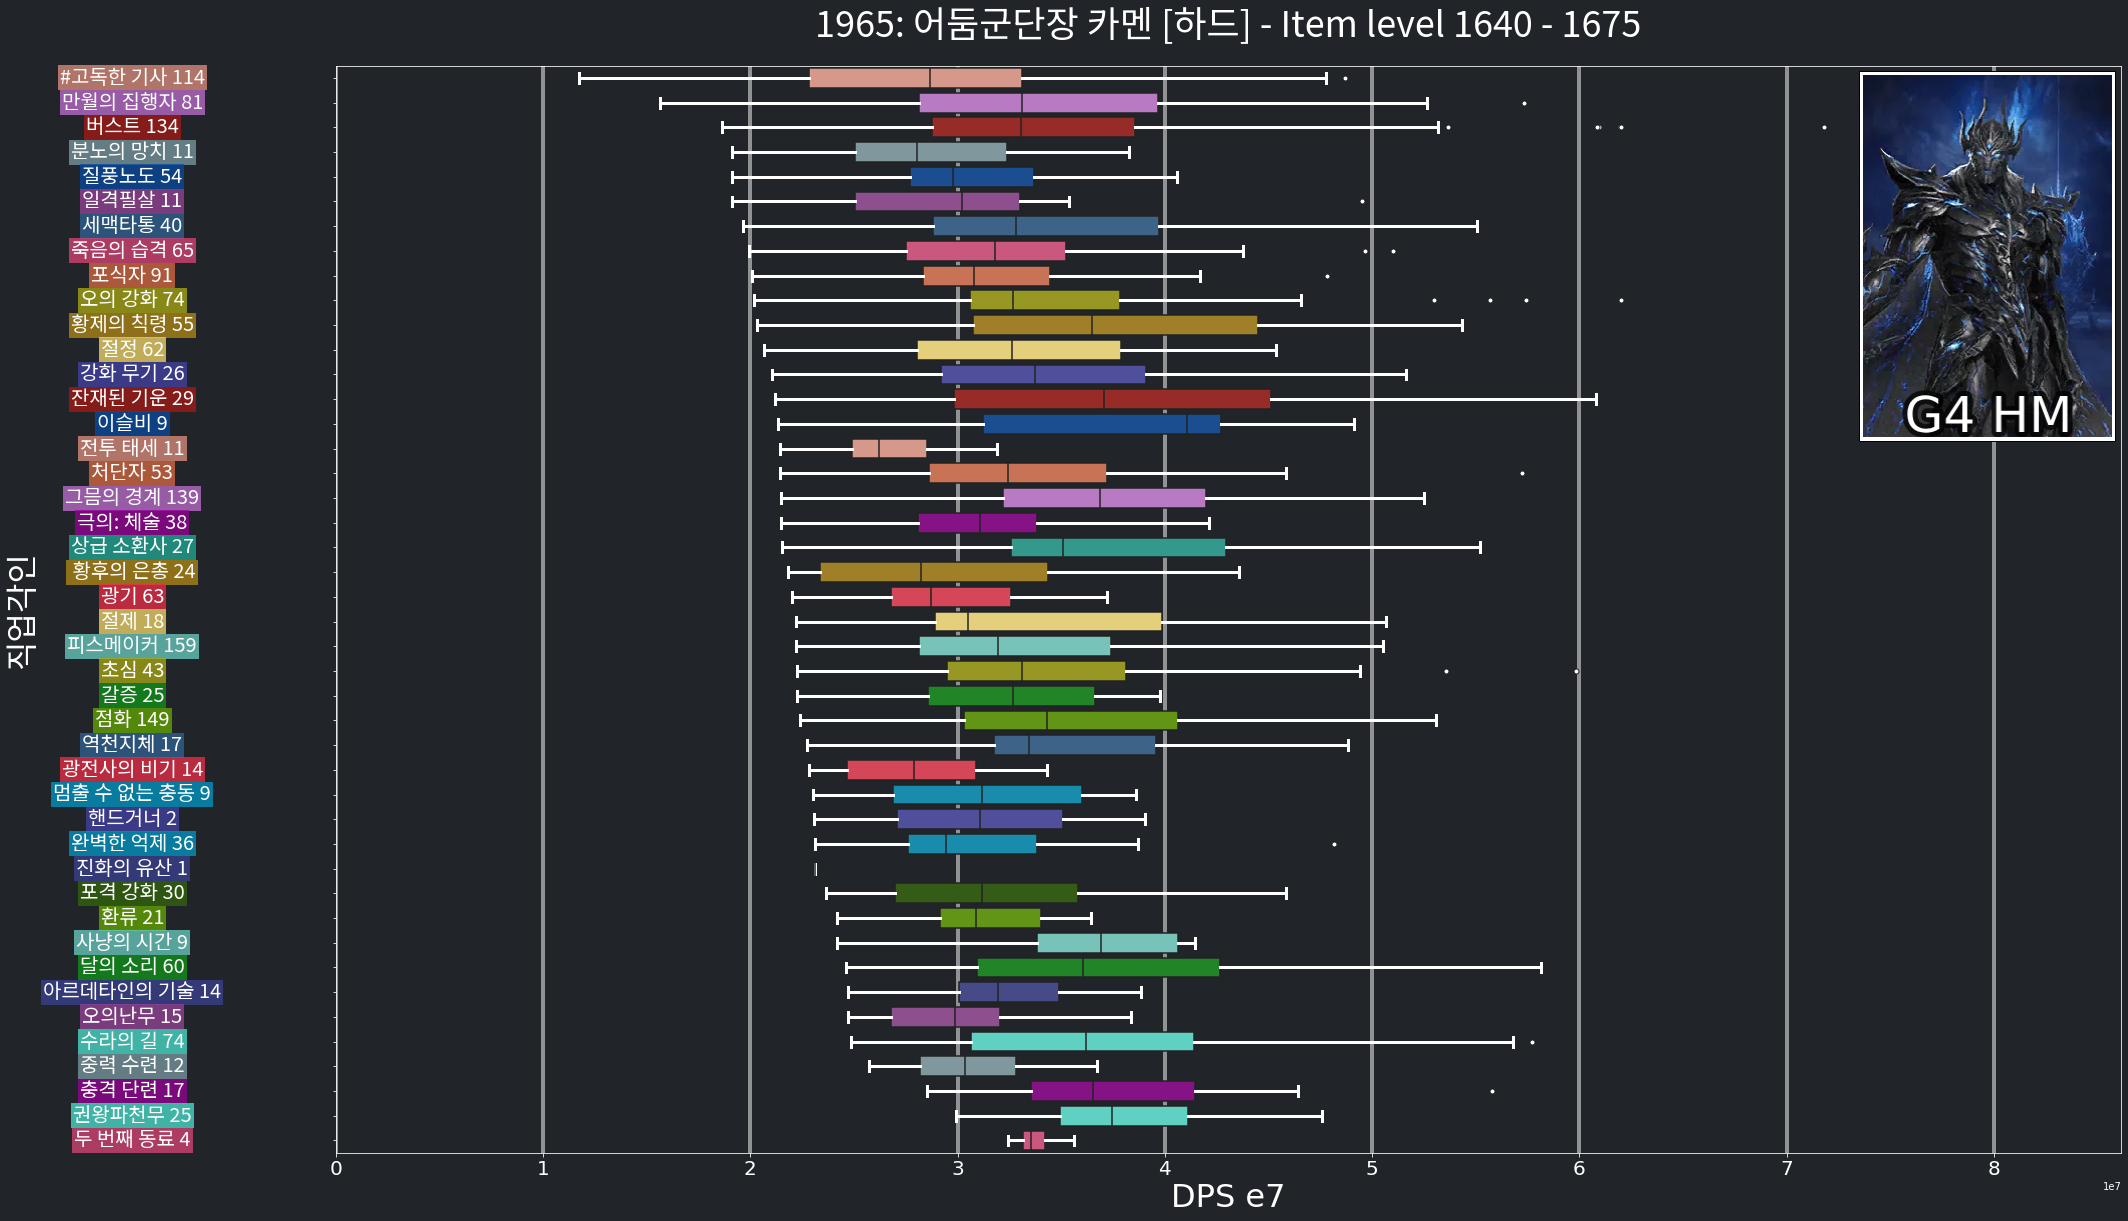 1965: 어둠군단장 카멘 [하드] - Item level 1640 - 1675
#고독한 기사 114
만월의 집행자 81
버스트 134
분노의 망치 11
질풍노도 54
일격필살 11
세맥타통 40
죽음의 습격 65
포식자 91
오의 강화 74
황제의 칙령 55
절정 62
강화 무기 26
잔재된 기운 29
이슬비 9
전투 태세 11
처단자 53
그믐의 경계 139
극의: 체술 38
상급 소환사 27
황후의 은총 24
광기 63
절제 18
피스메이커 159
초심 43
갈증 25
점화 149
역천지체 17
광전사의 비기 14
멈출 수 없는 충동 9
핸드거너 2
완벽한 억제 36
진화의 유산 1
포격 강화 30
환류 21
사냥의 시간 9
달의 소리 60
아르데타인의 기술 14
오의난무 15
수라의 길 74
중력 수련 12
충격 단련 17
권왕파천무 25
두 번째 동료 4
직업각인
G4 HM
0 1 2 3 4 5 6 7 8
DPS e7
1e7